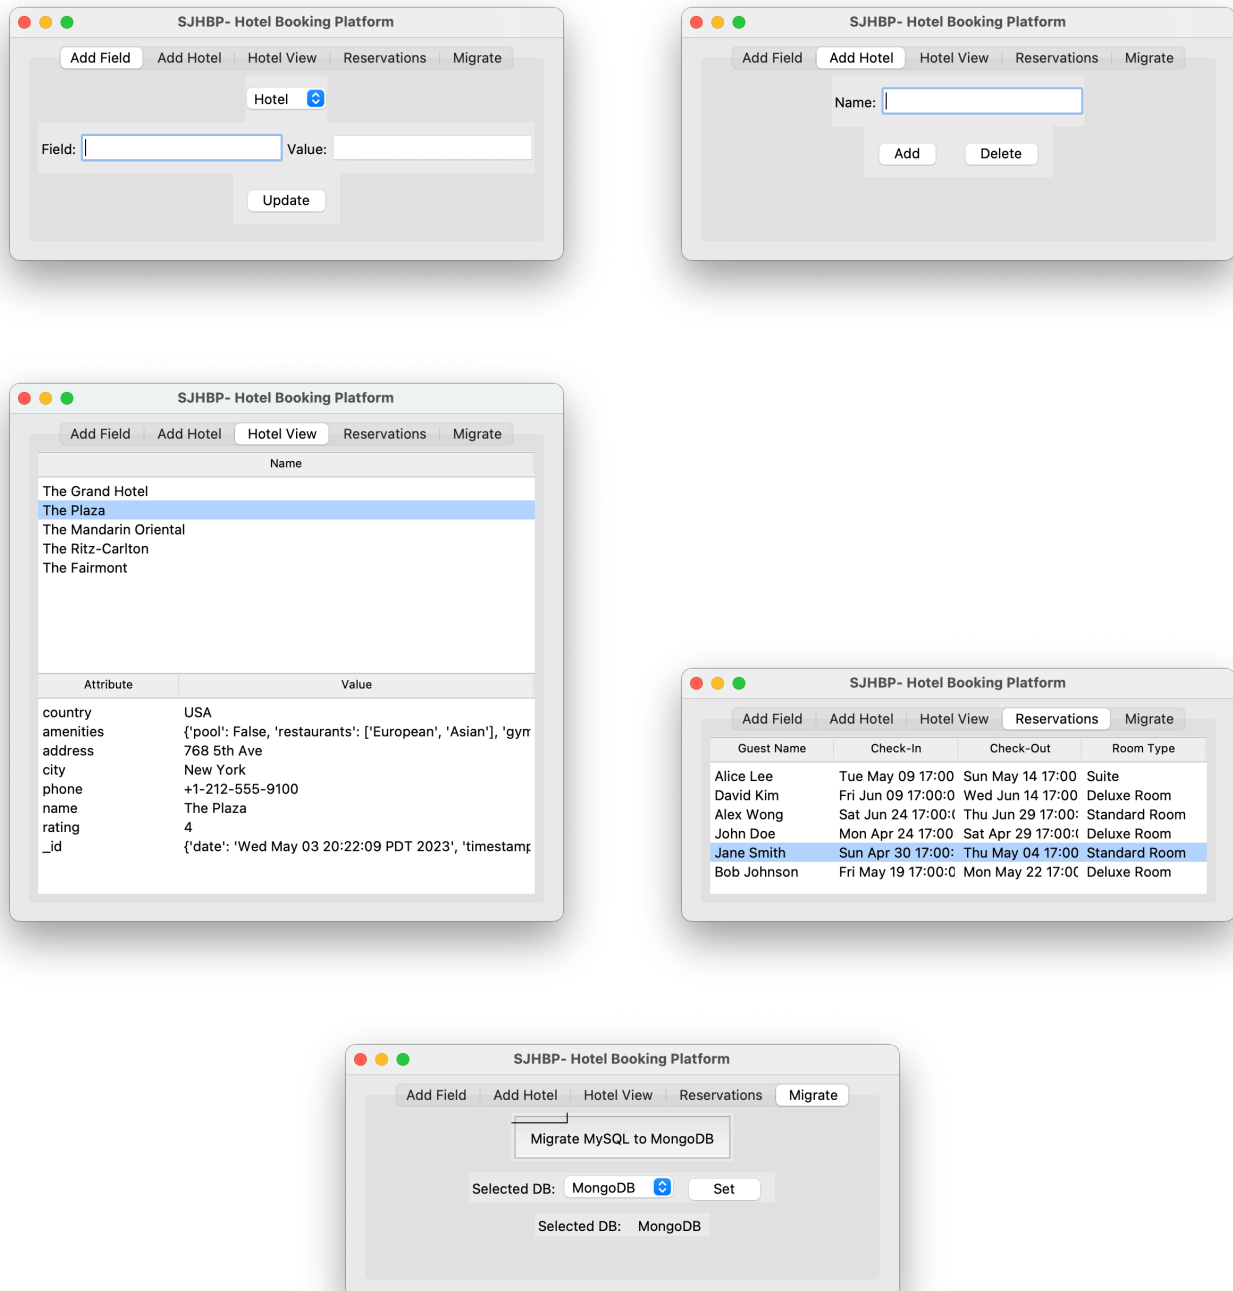 SJHBP- Hotel Booking Platform
Add Field Add Hotel Hotel View Reservations Migrate
Hotel
Field: Value:
Update
SJHBP- Hotel Booking Platform
Add Field Add Hotel Hotel View Reservations Migrate
Name:
Add Delete
SJHBP- Hotel Booking Platform
Add Field Add Hotel Hotel View Reservations Migrate
Name
The Grand Hotel
The Plaza
The Mandarin Oriental
The Ritz-Carlton
The Fairmont
Attribute Value
country USA
amenities {'pool': False, 'restaurants': ['European', 'Asian'], 'gym
address 768 5th Ave
city New York
phone +1-212-555-9100
name The Plaza
rating 4
_id {'date': 'Wed May 03 20:22:09 PDT 2023', 'timestamp
SJHBP- Hotel Booking Platform
Add Field Add Hotel Hotel View Reservations Migrate
Guest Name Check-In Check-Out Room Type
Alice Lee Tue May 09 17:00 Sun May 14 17:00 Suite
David Kim Fri Jun 09 17:00:0 Wed Jun 14 17:00 Deluxe Room
Alex Wong Sat Jun 24 17:00:0 Thu Jun 29 17:00: Standard Room
John Doe Mon Apr 24 17:00 Sat Apr 29 17:00:0 Deluxe Room
Jane Smith Sun Apr 30 17:00: Thu May 04 17:00 Standard Room
Bob Johnson Fri May 19 17:00:0 Mon May 22 17:00 Deluxe Room
SJHBP- Hotel Booking Platform
Add Field Add Hotel Hotel View Reservations Migrate
Migrate MySQL to MongoDB
Selected DB: MongoDB Set
Selected DB: MongoDB